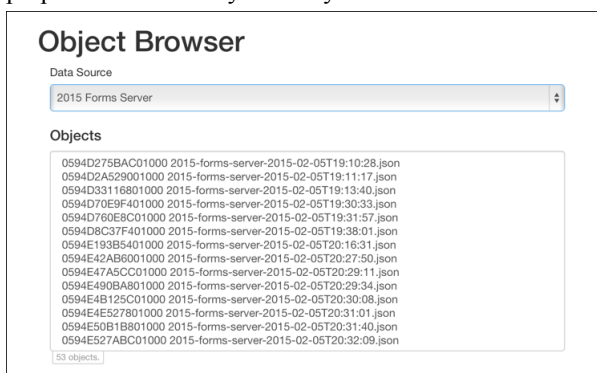 Object Browser
Data Source
2015 Forms Server
Objects
0594D275BAC01000 2015-forms-server-2015-02-05T19:10:28.json
0594D2A529001000 2015-forms-server-2015-02-05T19:11:17.json
0594D33116801000 2015-forms-server-2015-02-05T19:13:40.json
0594D70E9F401000 2015-forms-server-2015-02-05T19:30:33.json
0594D760E8C01000 2015-forms-server-2015-02-05T19:31:57.json
0594D8C37F401000 2015-forms-server-2015-02-05T19:38:01.json
0594E193B5401000 2015-forms-server-2015-02-05T20:16:31.json
0594E42AB6001000 2015-forms-server-2015-02-05T20:27:50.json
0594E47A5CC01000 2015-forms-server-2015-02-05T20:29:11.json
0594E490BA801000 2015-forms-server-2015-02-05T20:29:34.json
0594E4B125C01000 2015-forms-server-2015-02-05T20:30:08.json
0594E4E527801000 2015-forms-server-2015-02-05T20:31:01.json
0594E50B1B801000 2015-forms-server-2015-02-05T20:31:40.json
0594E527ABC01000 2015-forms-server-2015-02-05T20:32:09.json
53 objects.